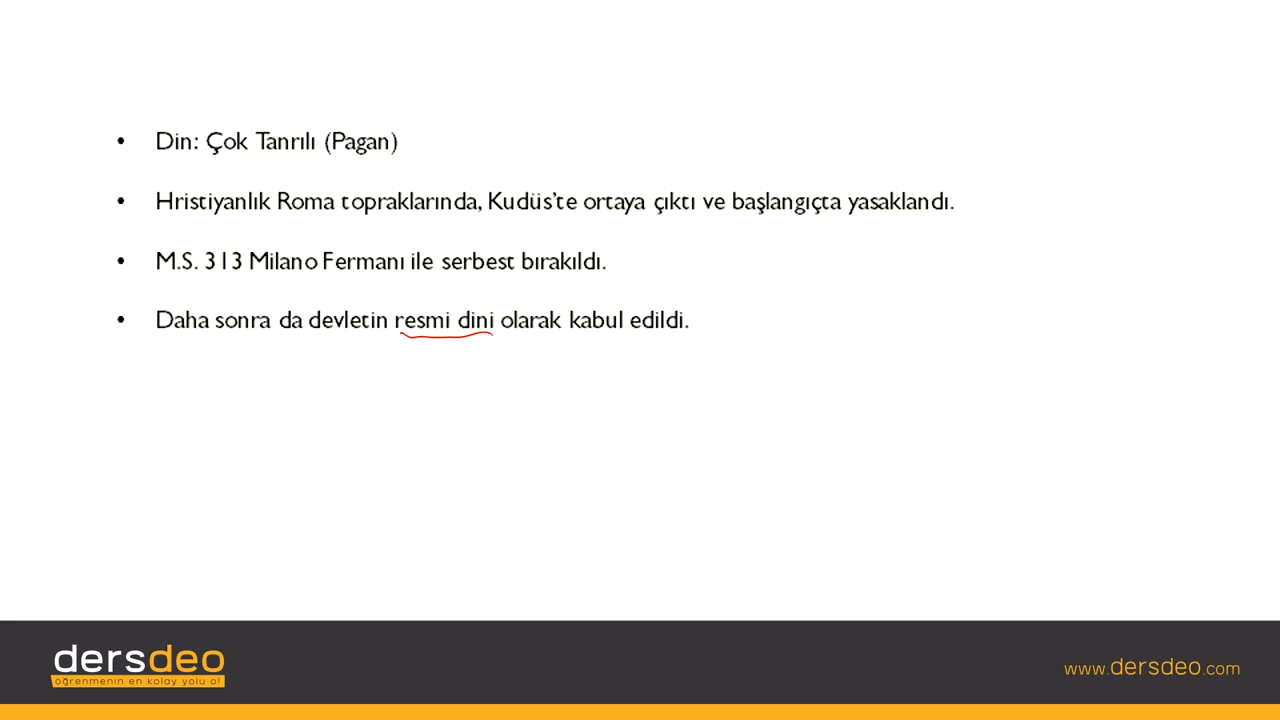 • Din: Çok Tanrılı (Pagan)
• Hristiyanlık Roma topraklarında, Kudüs’te ortaya çıktı ve başlangıçta yasaklandı.
• M.S. 313 Milano Fermanı ile serbest bırakıldı.
• Daha sonra da devletin resmi dini olarak kabul edildi.
dersdeo
öğrenmenin en kolay yolu o!
www.dersdeo.com